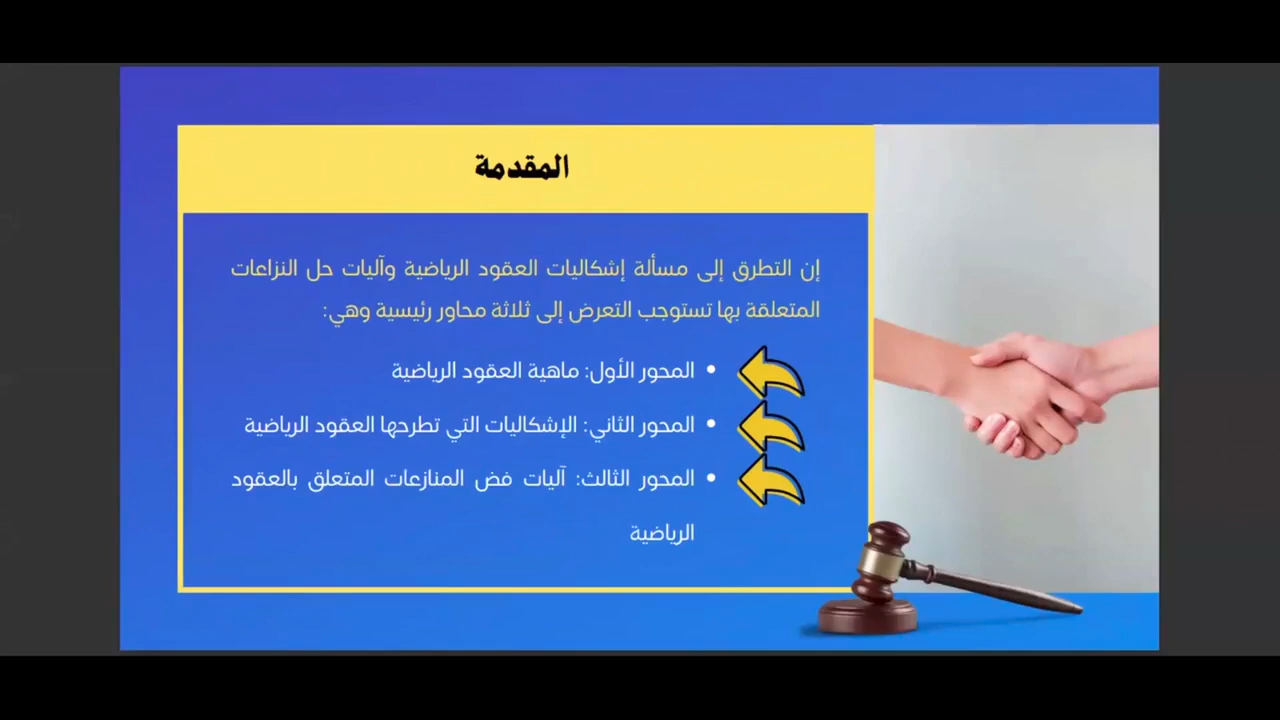 المقدمة
إن التطرق إلى مسألة إشكاليات العقود الرياضية وآليات حل النزاعات
المتعلقة بها تستوجب التعرض إلى ثلاثة محاور رئيسية وهي:
• المحور الأول: ماهية العقود الرياضية
• المحور الثاني: الإشكاليات التي تطرحها العقود الرياضية
• المحور الثالث: آليات فض المنازعات المتعلق بالعقود
الرياضية